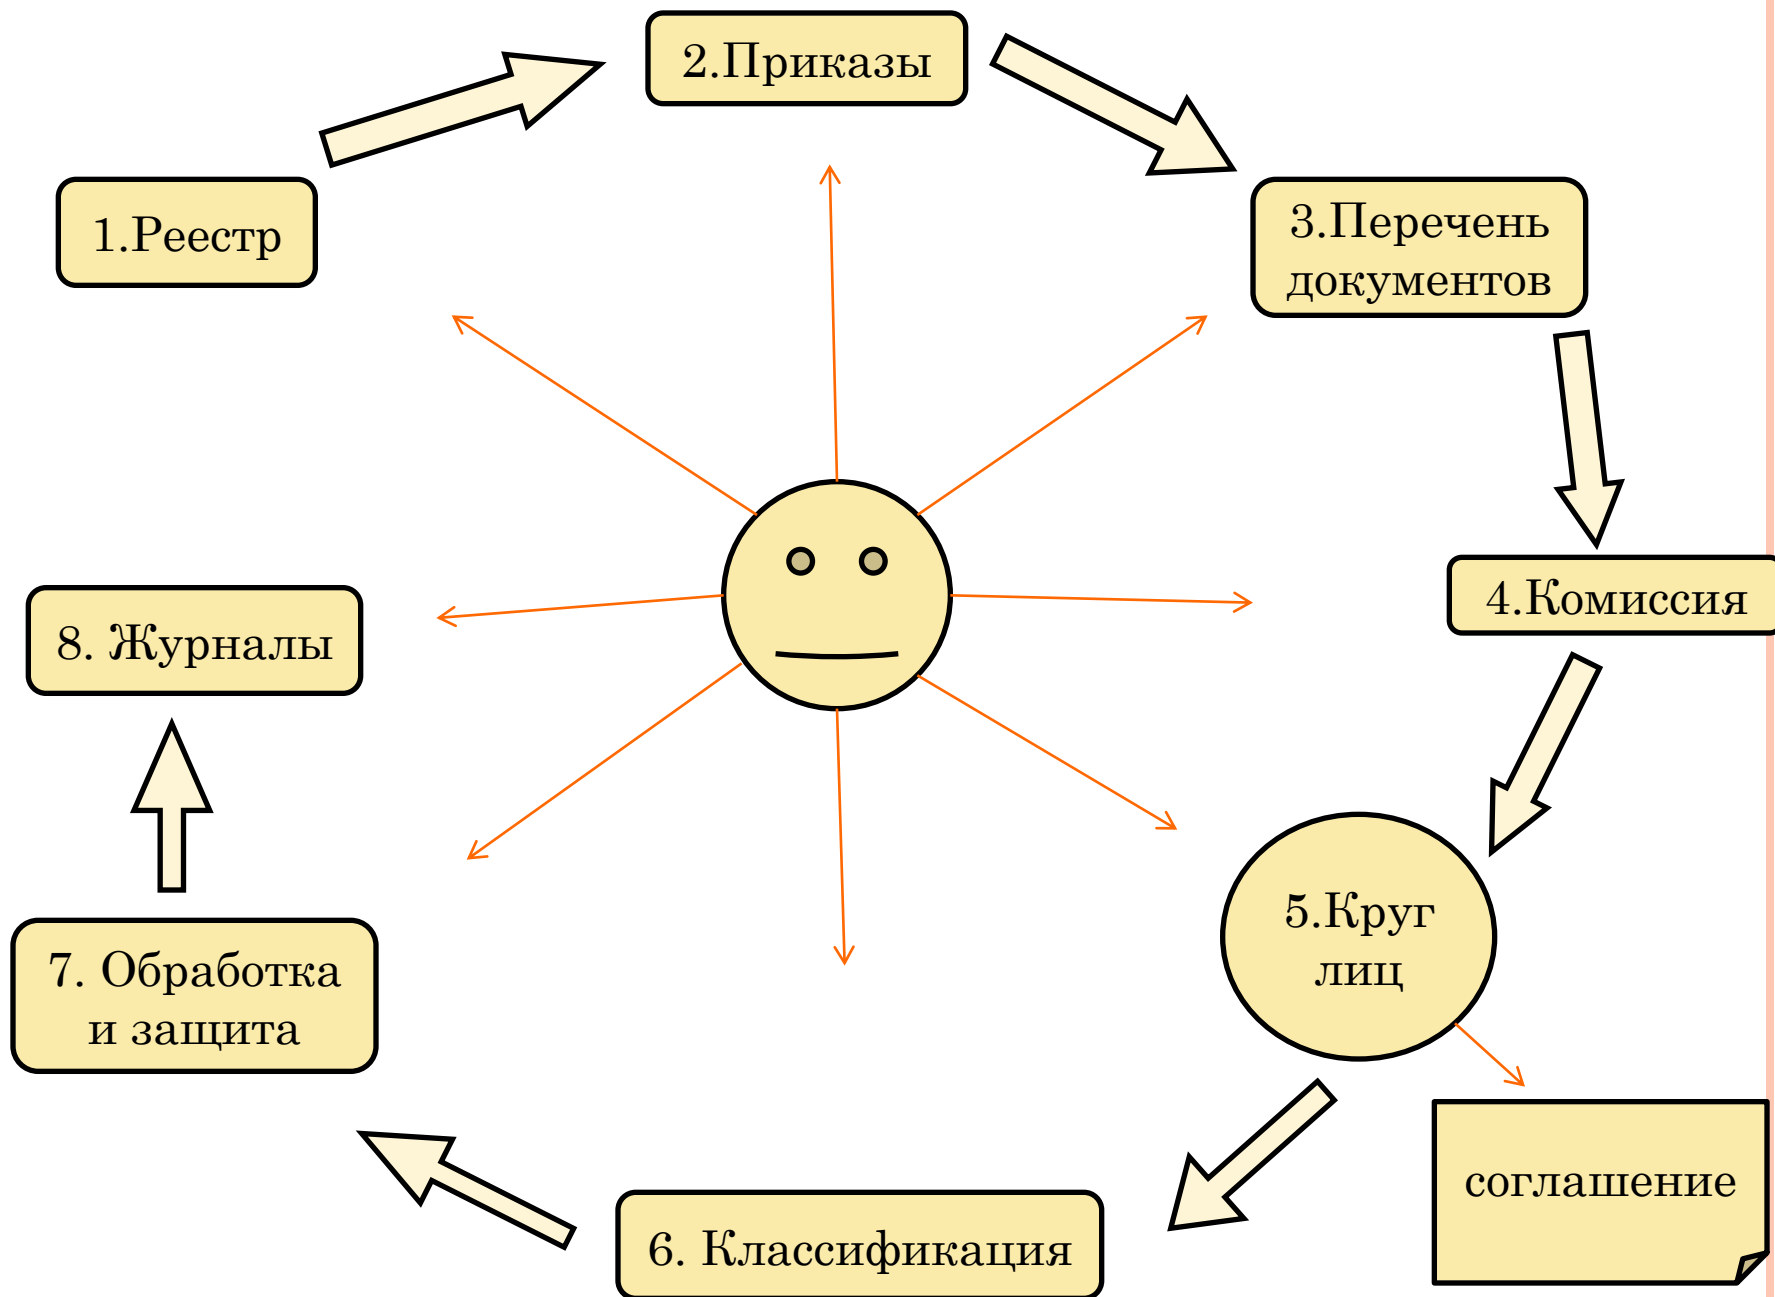 1.Реестр
2.Приказы
3.Перечень
документов
4.Комиссия
5.Круг
лиц
соглашение
6. Классификация
7. Обработка
и защита
8. Журналы